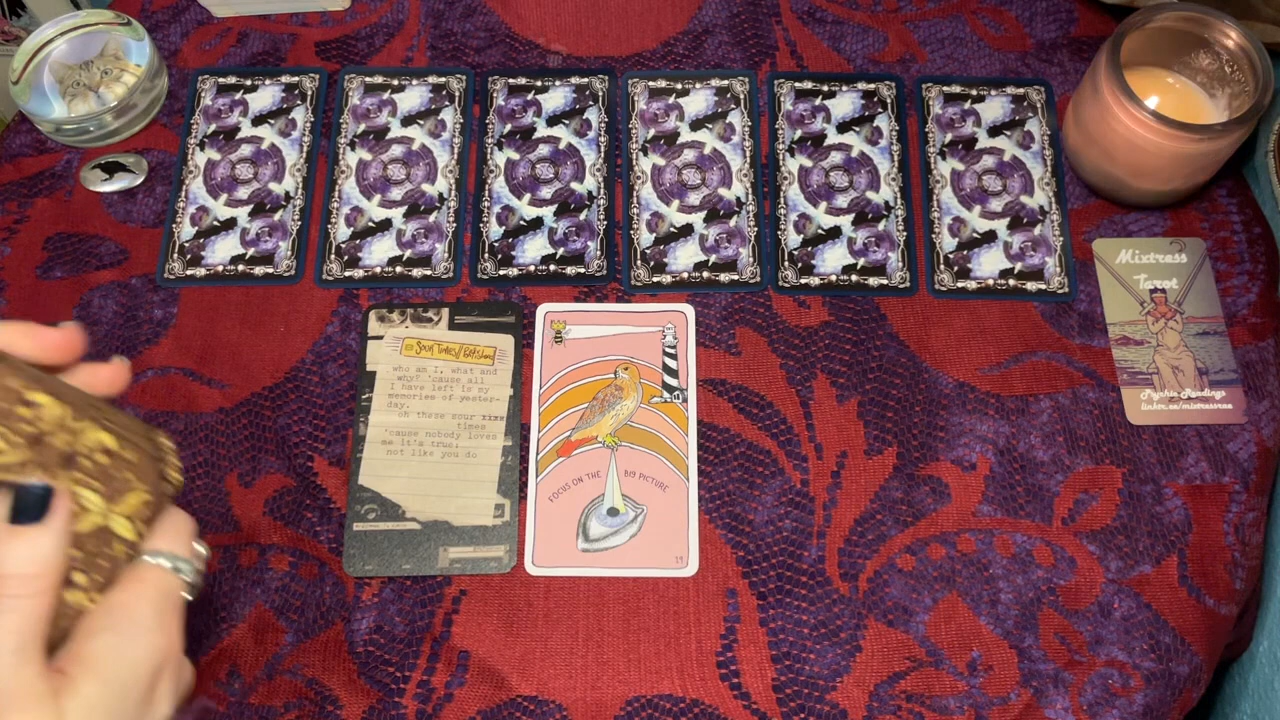 Sour Times//Portishead
who am I, what and
why? 'cause all
I have left is my
memories of yester-
day.
oh these sour
times
'cause nobody loves
me it's true;
not like you do
FOCUS ON THE BIG PICTURE
19
Mixtress
Tarot
Psychic Readings
linktr.ee/mixtressrae